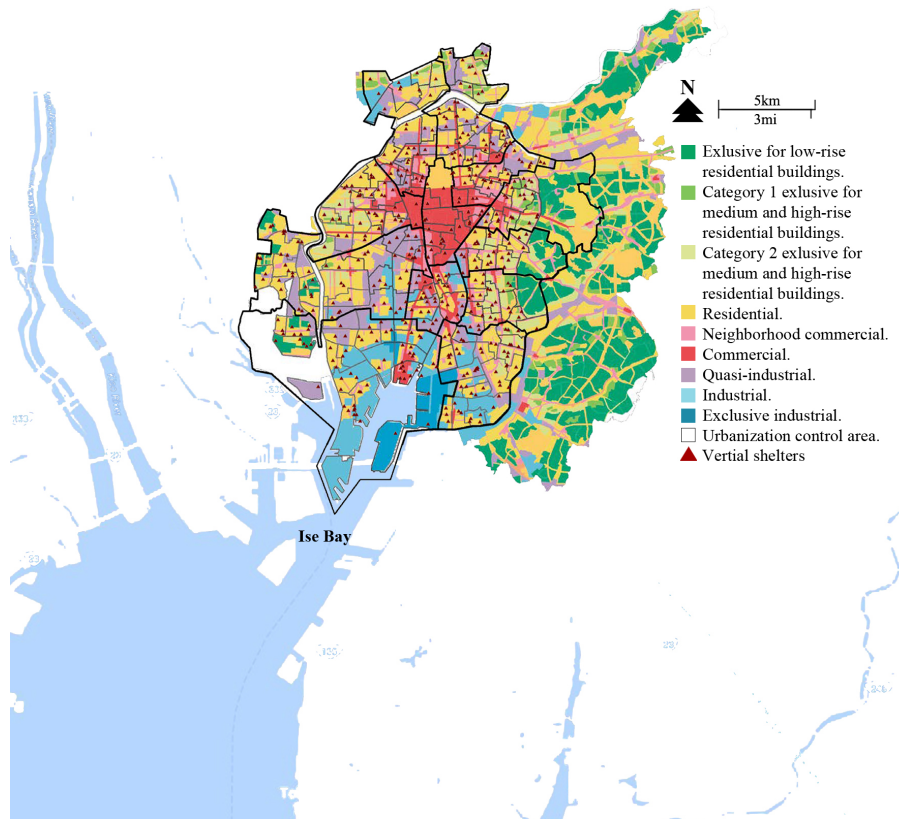 N
5km
3mi
Exlusive for low-rise
residential buildings.
Category 1 exlusive for
medium and high-rise
residential buildings.
Category 2 exlusive for
medium and high-rise
residential buildings.
Residential.
Neighborhood commercial.
Commercial.
Quasi-industrial.
Industrial.
Exclusive industrial.
Urbanization control area.
Vertial shelters
Ise Bay